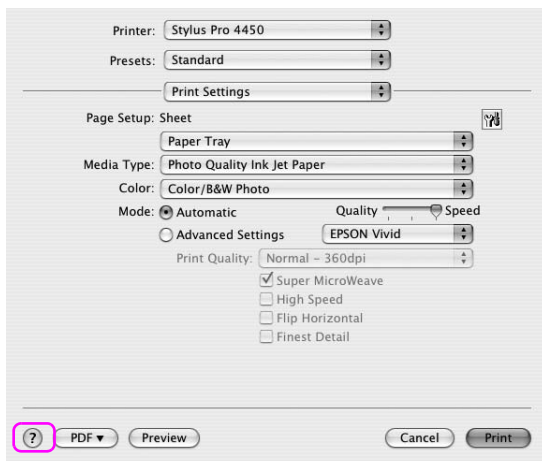 Printer: Stylus Pro 4450
Presets: Standard
Print Settings
Page Setup: Sheet
Paper Tray
Media Type: Photo Quality Ink Jet Paper
Color: Color/B&W Photo
Mode: Automatic Quality Speed
Advanced Settings EPSON Vivid
Print Quality: Normal – 360dpi
Super MicroWeave
High Speed
Flip Horizontal
Finest Detail
? PDF ▼ Preview Cancel Print